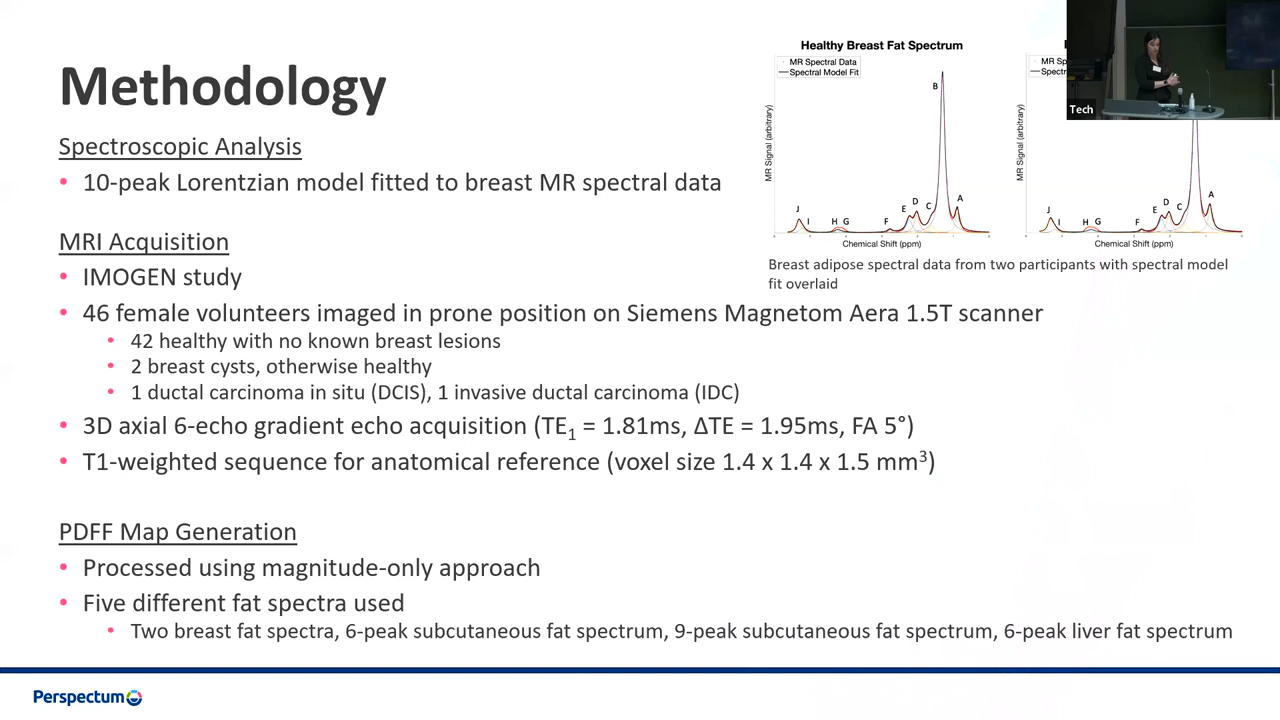 Methodology
Spectroscopic Analysis
• 10-peak Lorentzian model fitted to breast MR spectral data
MRI Acquisition
• IMOGEN study
• 46 female volunteers imaged in prone position on Siemens Magnetom Aera 1.5T scanner
• 42 healthy with no known breast lesions
• 2 breast cysts, otherwise healthy
• 1 ductal carcinoma in situ (DCIS), 1 invasive ductal carcinoma (IDC)
• 3D axial 6-echo gradient echo acquisition (TE₁ = 1.81ms, ΔTE = 1.95ms, FA 5°)
• T1-weighted sequence for anatomical reference (voxel size 1.4 x 1.4 x 1.5 mm³)
PDFF Map Generation
• Processed using magnitude-only approach
• Five different fat spectra used
• Two breast fat spectra, 6-peak subcutaneous fat spectrum, 9-peak subcutaneous fat spectrum, 6-peak liver fat spectrum
Healthy Breast Fat Spectrum
MR Spectral Data
Spectral Model Fit
MR Signal (arbitrary)
J I H G F E D C B A
Chemical Shift (ppm)
MR Signal (arbitrary)
J I H G F E D C A
Chemical Shift (ppm)
Breast adipose spectral data from two participants with spectral model
fit overlaid
Tech
Perspectum